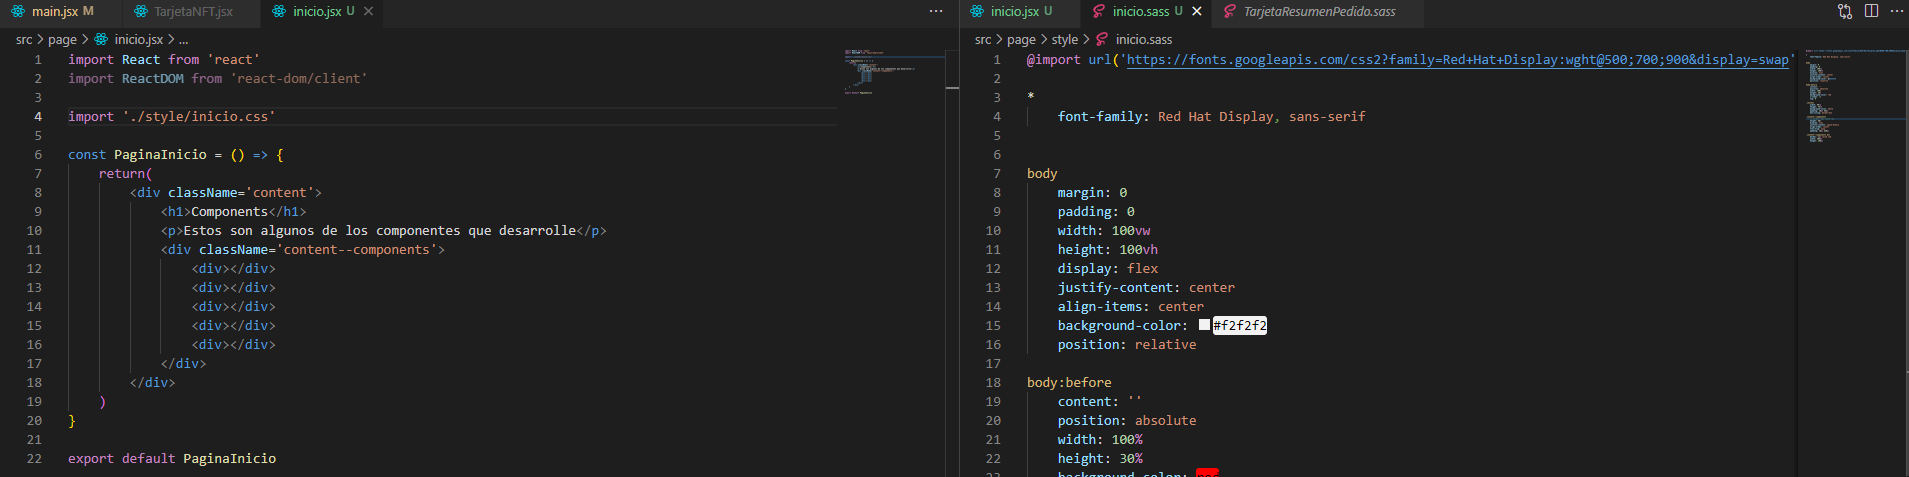 main.jsx M
TarjetaNFT.jsx
inicio.jsx U
src > page > inicio.jsx > ...
1 import React from 'react'
2 import ReactDOM from 'react-dom/client'
3
4 import './style/inicio.css'
5
6 const PaginaInicio = () => {
7 return(
8 <div className='content'>
9 <h1>Components</h1>
10 <p>Estos son algunos de los componentes que desarrolle</p>
11 <div className='content--components'>
12 <div></div>
13 <div></div>
14 <div></div>
15 <div></div>
16 <div></div>
17 </div>
18 </div>
19 )
20 }
21
22 export default PaginaInicio
inicio.jsx U
inicio.sass U
TarjetaResumenPedido.sass
src > page > style > inicio.sass
1 @import url('https://fonts.googleapis.com/css2?family=Red+Hat+Display:wght@500;700;900&display=swap'
2
3 *
4 font-family: Red Hat Display, sans-serif
5
6
7 body
8 margin: 0
9 padding: 0
10 width: 100vw
11 height: 100vh
12 display: flex
13 justify-content: center
14 align-items: center
15 background-color: #f2f2f2
16 position: relative
17
18 body:before
19 content: ''
20 position: absolute
21 width: 100%
22 height: 30%
23 background-color: red